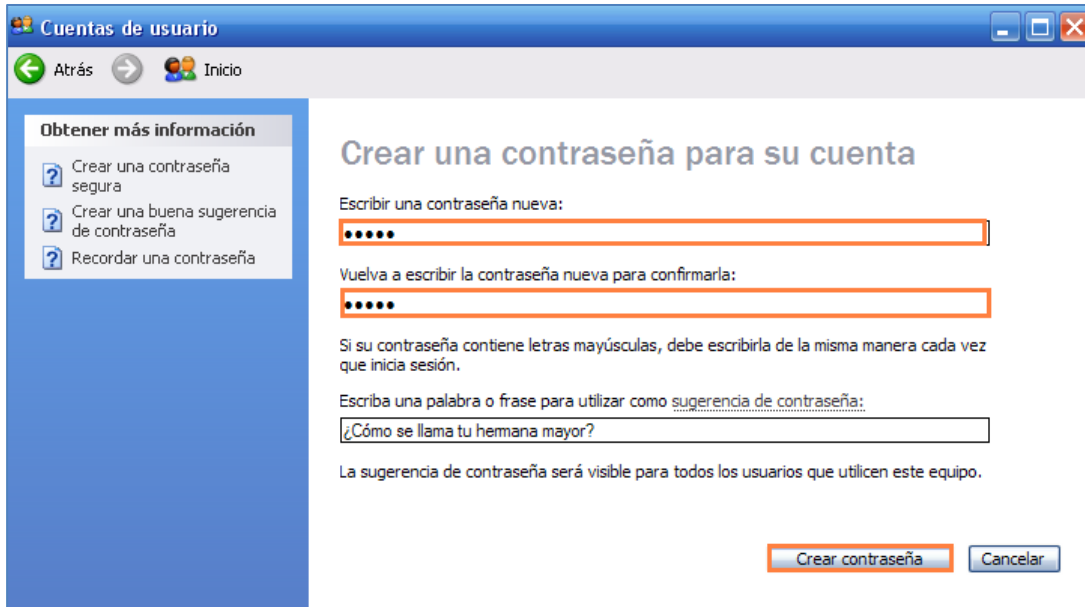 Cuentas de usuario
Atrás Inicio
Obtener más información
Crear una contraseña
segura
Crear una buena sugerencia
de contraseña
Recordar una contraseña
Crear una contraseña para su cuenta
Escribir una contraseña nueva:
•••••
Vuelva a escribir la contraseña nueva para confirmarla:
•••••
Si su contraseña contiene letras mayúsculas, debe escribirla de la misma manera cada vez
que inicia sesión.
Escriba una palabra o frase para utilizar como sugerencia de contraseña:
¿Cómo se llama tu hemana mayor?
La sugerencia de contraseña será visible para todos los usuarios que utilicen este equipo.
Crear contraseña Cancelar